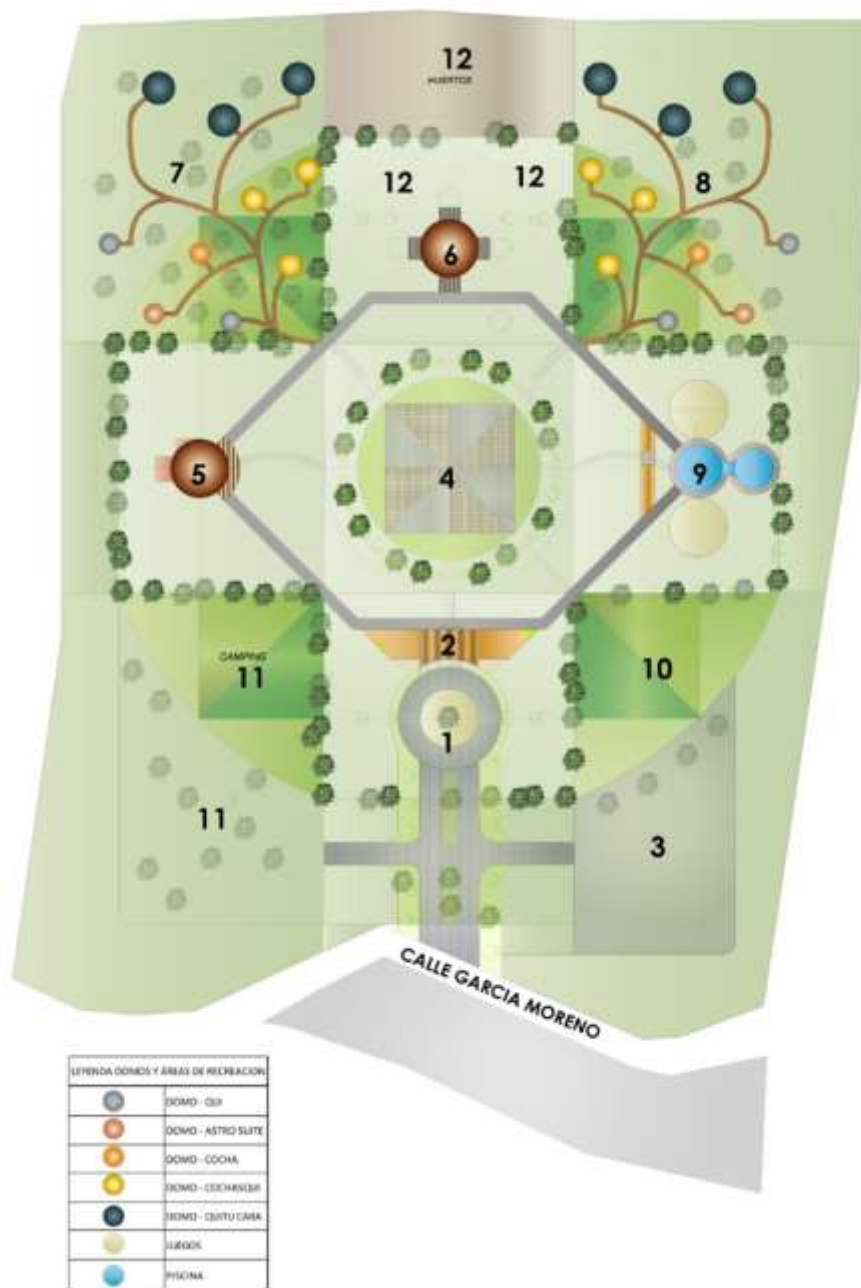 12
HUERTOS
7
12
12
8
6
5
4
9
2
CAMPING
11
10
1
11
3
CALLE GARCIA MORENO
LEYENDA DOMOS Y ÁREAS DE RECREACION
DOMO - QUI
DOMO - ASTRO SUITE
DOMO - COCHA
DOMO - COCHASQUI
DOMO - QUITU CARA
JUEGOS
PISCINA